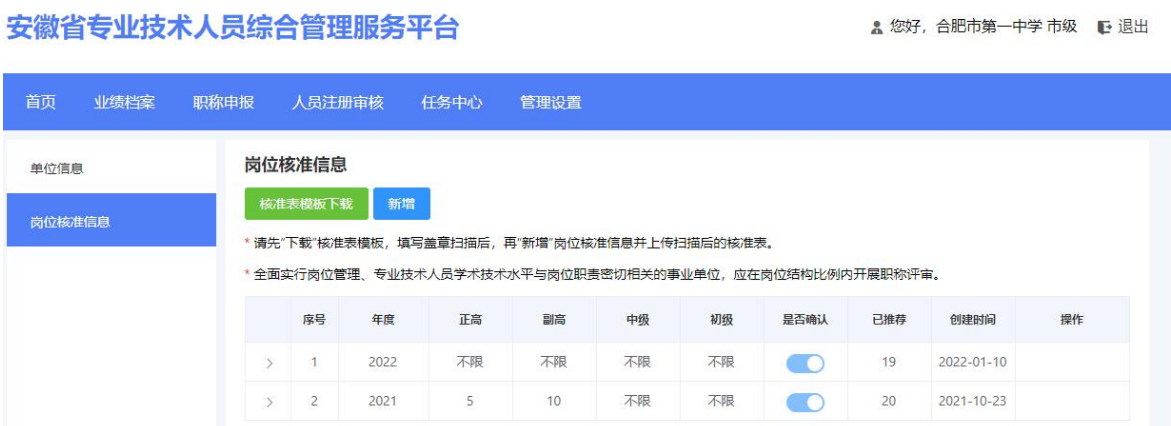 安徽省专业技术人员综合管理服务平台
您好，合肥市第一中学 市级 退出
首页 业绩档案 职称申报 人员注册审核 任务中心 管理设置
单位信息
岗位核准信息
岗位核准信息
核准表模板下载 新增
* 请先"下载"核准表模板，填写盖章扫描后，再"新增"岗位核准信息并上传扫描后的核准表。
* 全面实行岗位管理、专业技术人员学术技术水平与岗位职责密切相关的事业单位，应在岗位结构比例内开展职称评审。
序号 年度 正高 副高 中级 初级 是否确认 已推荐 创建时间 操作
1 2022 不限 不限 不限 不限 19 2022-01-10
2 2021 5 10 不限 不限 20 2021-10-23